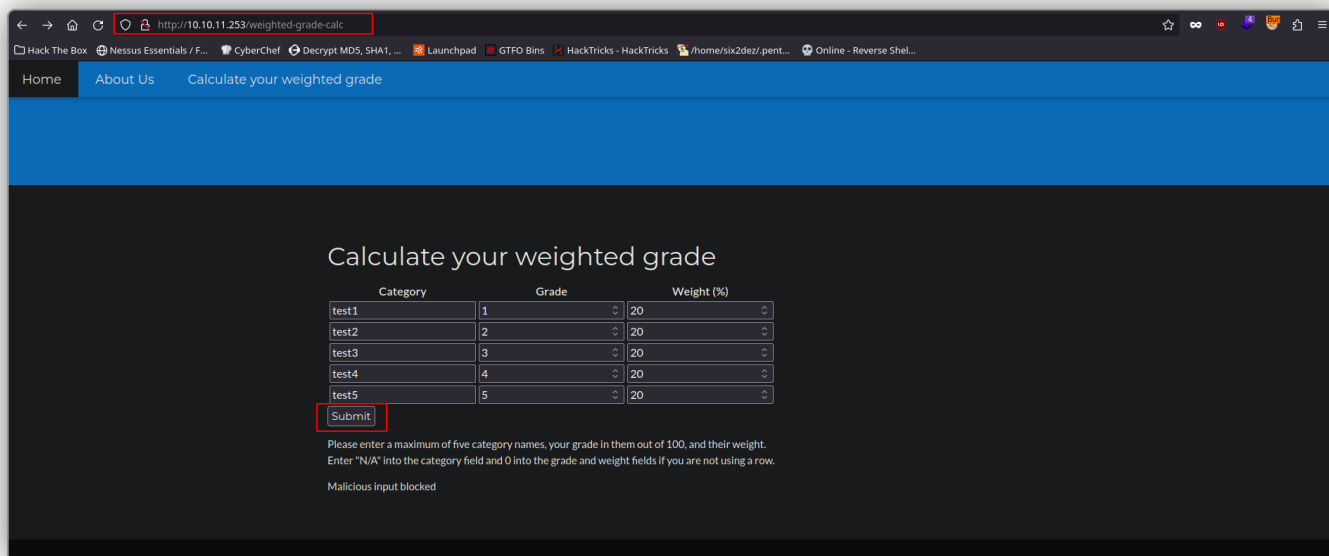 http://10.10.11.253/weighted-grade-calc
4
Bur
Hack The Box Nessus Essentials / F... CyberChef Decrypt MD5, SHA1, ... Launchpad GTFO Bins HackTricks - HackTricks /home/six2dez/.pent... Online - Reverse Shel...
Home About Us Calculate your weighted grade
Calculate your weighted grade
Category Grade Weight (%)
test1 1 20
test2 2 20
test3 3 20
test4 4 20
test5 5 20
Submit
Please enter a maximum of five category names, your grade in them out of 100, and their weight.
Enter "N/A" into the category field and 0 into the grade and weight fields if you are not using a row.
Malicious input blocked